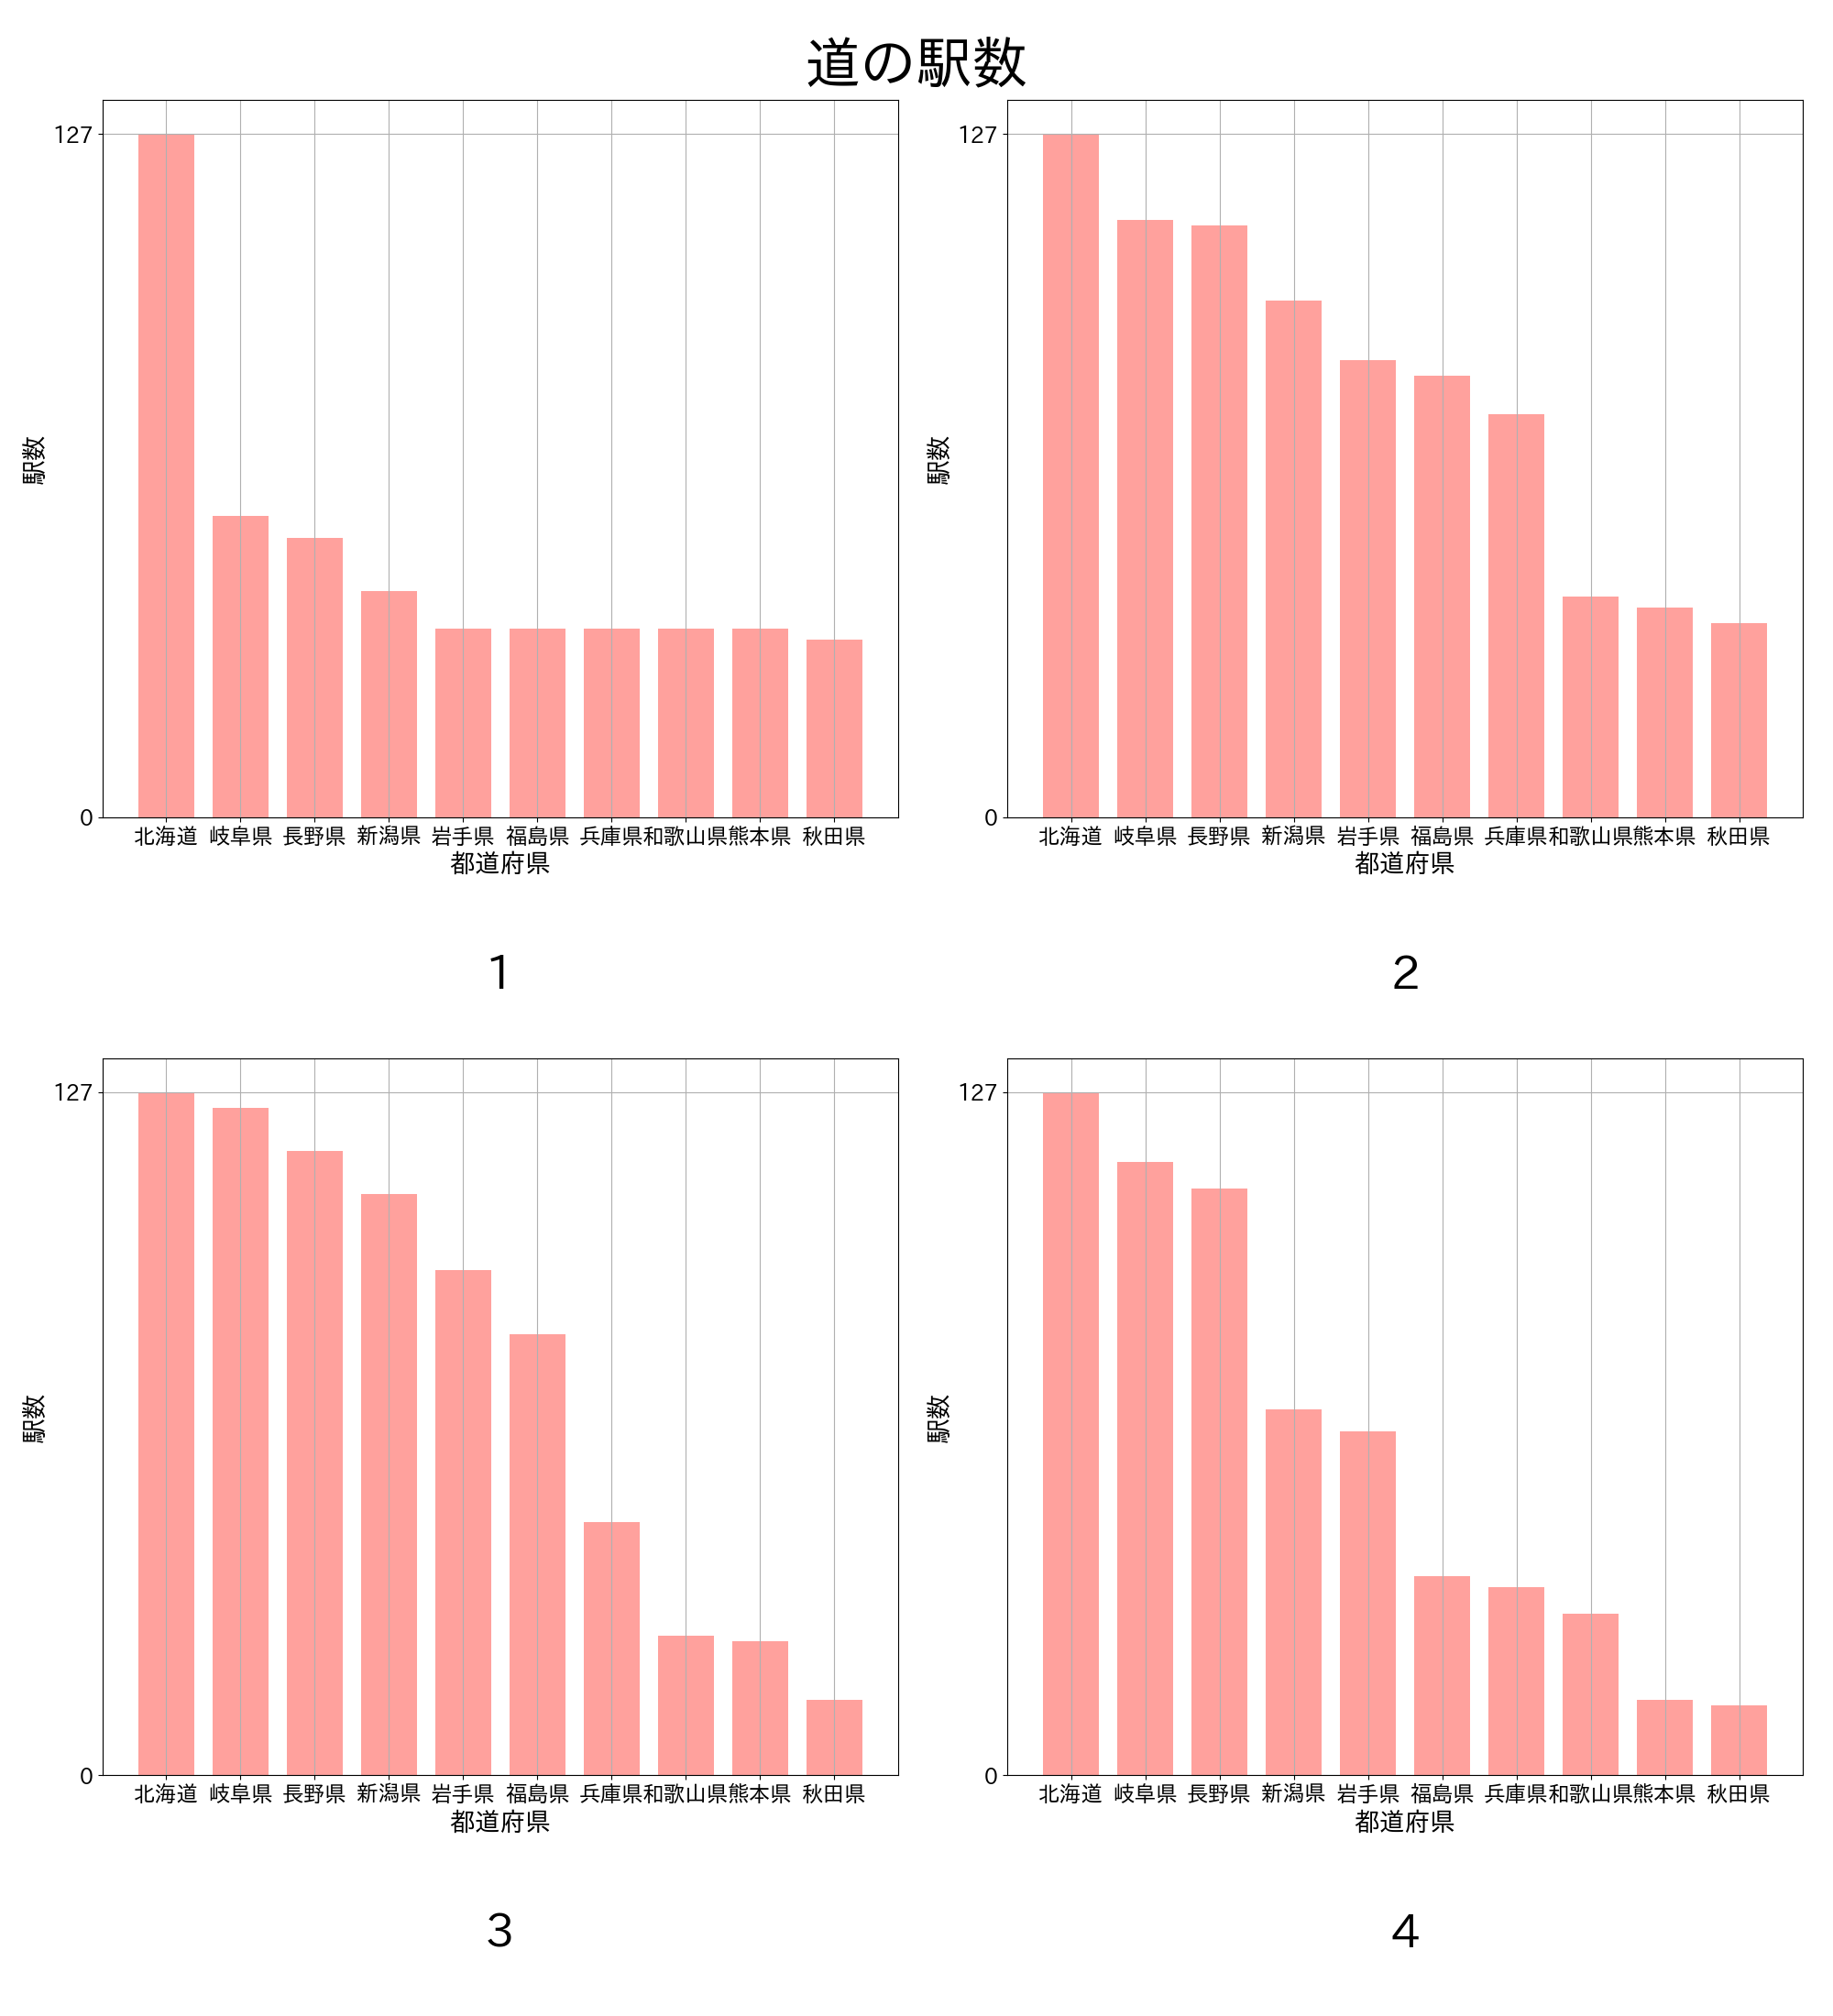 道の駅数
127
駅数
0
北海道 岐阜県 長野県 新潟県 岩手県 福島県 兵庫県 和歌山県 熊本県 秋田県
都道府県
1
127
駅数
0
北海道 岐阜県 長野県 新潟県 岩手県 福島県 兵庫県 和歌山県 熊本県 秋田県
都道府県
2
127
駅数
0
北海道 岐阜県 長野県 新潟県 岩手県 福島県 兵庫県 和歌山県 熊本県 秋田県
都道府県
3
127
駅数
0
北海道 岐阜県 長野県 新潟県 岩手県 福島県 兵庫県 和歌山県 熊本県 秋田県
都道府県
4